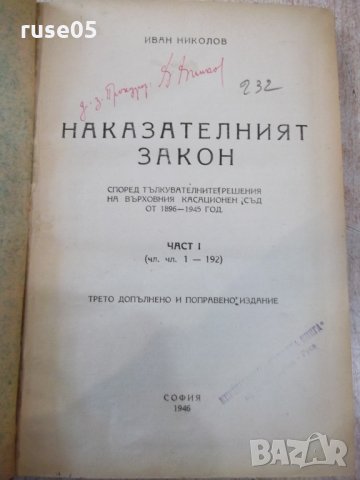 ruse05
ИВАН НИКОЛОВ
232
НАКАЗАТЕЛНИЯТ
ЗАКОН
СПОРЕД ТЪЛКУВАТЕЛНИТЕ РЕШЕНИЯ
НА ВЪРХОВНИЯ КАСАЦИОНЕН СЪД
ОТ 1896—1945 ГОД.
ЧАСТ I
(чл. чл. 1 — 192)
ТРЕТО ДОПЪЛНЕНО И ПОПРАВЕНО ИЗДАНИЕ
СОФИЯ
1946
BAZAR